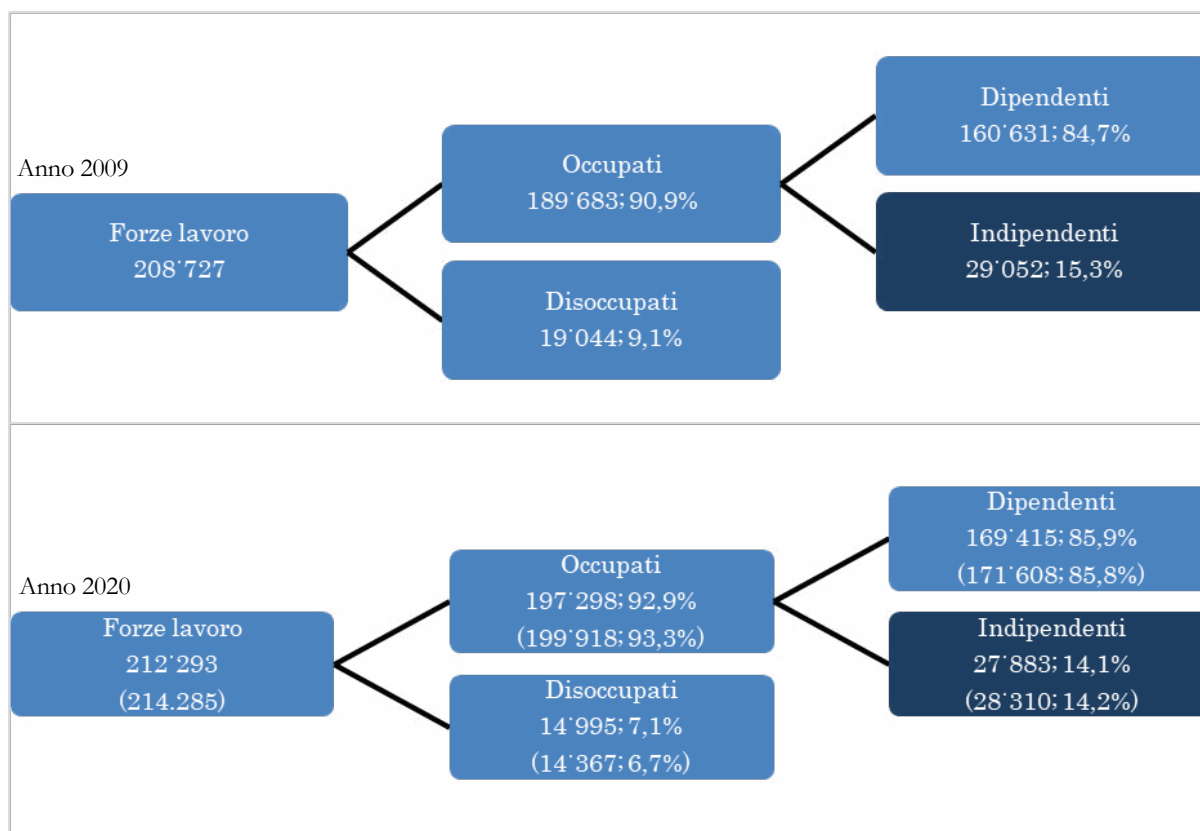 Anno 2009
Forze lavoro
208˙727
Occupati
189˙683; 90,9%
Disoccupati
19˙044; 9,1%
Dipendenti
160˙631; 84,7%
Indipendenti
29˙052; 15,3%
Anno 2020
Forze lavoro
212˙293
(214.285)
Occupati
197˙298; 92,9%
(199˙918; 93,3%)
Disoccupati
14˙995; 7,1%
(14˙367; 6,7%)
Dipendenti
169˙415; 85,9%
(171˙608; 85,8%)
Indipendenti
27˙883; 14,1%
(28˙310; 14,2%)